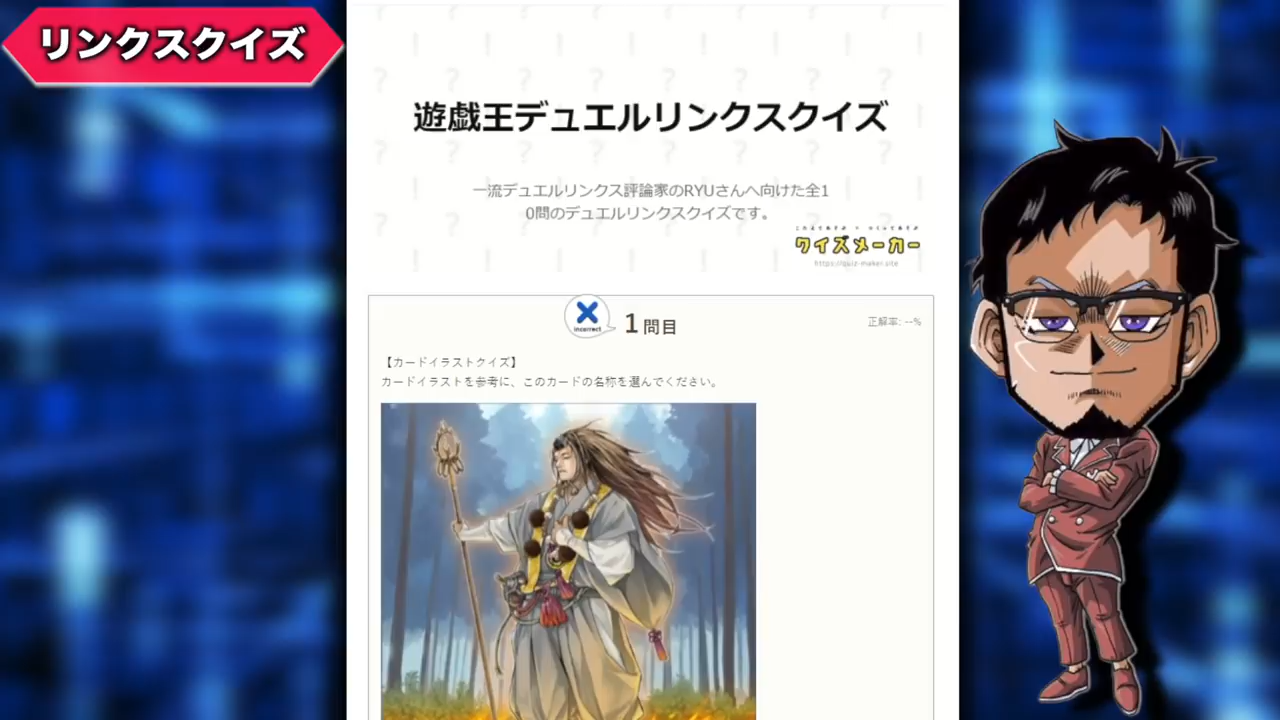 リンクスクイズ
遊戯王デュエルリンクスクイズ
一流デュエルリンクス評論家のRYUさんへ向けた全1
0問のデュエルリンクスクイズです。
クイズメーカー
https://quiz-maker.site
incorrect
1問目
正解率: --%
【カードイラストクイズ】
カードイラストを参考に、このカードの名称を選んでください。